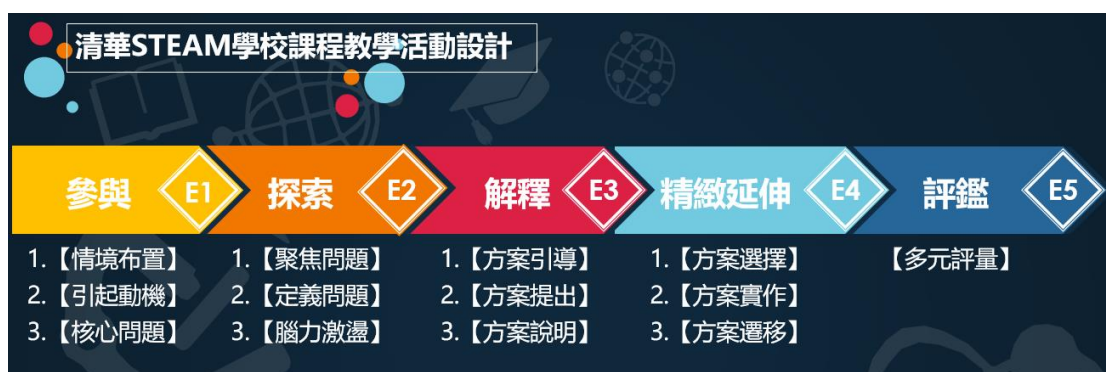 清華STEAM學校課程教學活動設計
參與 E1 探索 E2 解釋 E3 精緻延伸 E4 評鑑 E5
1.【情境布置】 1.【聚焦問題】 1.【方案引導】 1.【方案選擇】 【多元評量】
2.【引起動機】 2.【定義問題】 2.【方案提出】 2.【方案實作】
3.【核心問題】 3.【腦力激盪】 3.【方案說明】 3.【方案遷移】